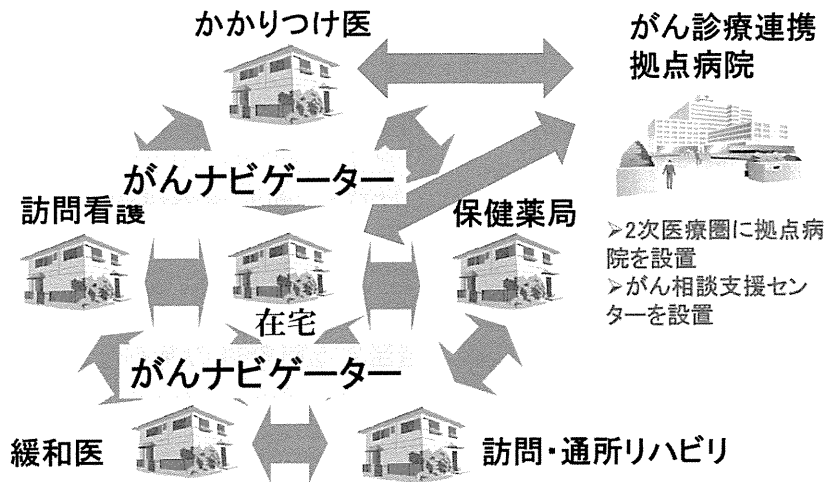 かかりつけ医
がん診療連携
拠点病院
がんナビゲーター
訪問看護
保健薬局
➢2次医療圏に拠点病
院を設置
➢がん相談支援セン
ターを設置
在宅
がんナビゲーター
緩和医
訪問・通所リハビリ